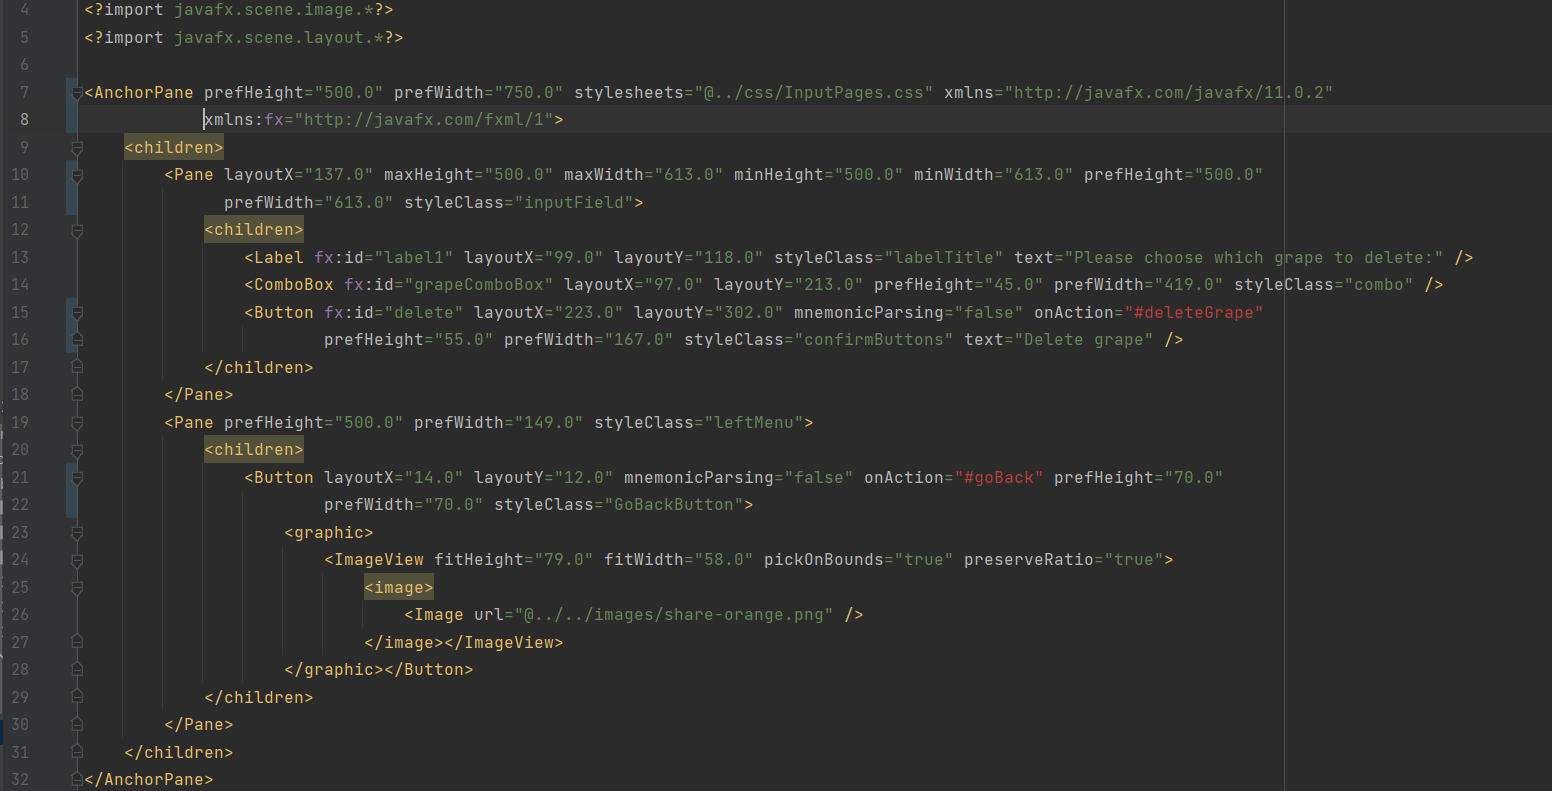 4 <?import javafx.scene.image.*?>
5 <?import javafx.scene.layout.*?>
6
7 <AnchorPane prefHeight="500.0" prefWidth="750.0" stylesheets="@../css/InputPages.css" xmlns="http://javafx.com/javafx/11.0.2"
8 xmlns:fx="http://javafx.com/fxml/1">
9 <children>
10 <Pane layoutX="137.0" maxHeight="500.0" maxWidth="613.0" minHeight="500.0" minWidth="613.0" prefHeight="500.0"
11 prefWidth="613.0" styleClass="inputField">
12 <children>
13 <Label fx:id="label1" layoutX="99.0" layoutY="118.0" styleClass="labelTitle" text="Please choose which grape to delete:" />
14 <ComboBox fx:id="grapeComboBox" layoutX="97.0" layoutY="213.0" prefHeight="45.0" prefWidth="419.0" styleClass="combo" />
15 <Button fx:id="delete" layoutX="223.0" layoutY="302.0" mnemonicParsing="false" onAction="#deleteGrape"
16 prefHeight="55.0" prefWidth="167.0" styleClass="confirmButtons" text="Delete grape" />
17 </children>
18 </Pane>
19 <Pane prefHeight="500.0" prefWidth="149.0" styleClass="leftMenu">
20 <children>
21 <Button layoutX="14.0" layoutY="12.0" mnemonicParsing="false" onAction="#goBack" prefHeight="70.0"
22 prefWidth="70.0" styleClass="GoBackButton">
23 <graphic>
24 <ImageView fitHeight="79.0" fitWidth="58.0" pickOnBounds="true" preserveRatio="true">
25 <image>
26 <Image url="@../../images/share-orange.png" />
27 </image></ImageView>
28 </graphic></Button>
29 </children>
30 </Pane>
31 </children>
32 </AnchorPane>